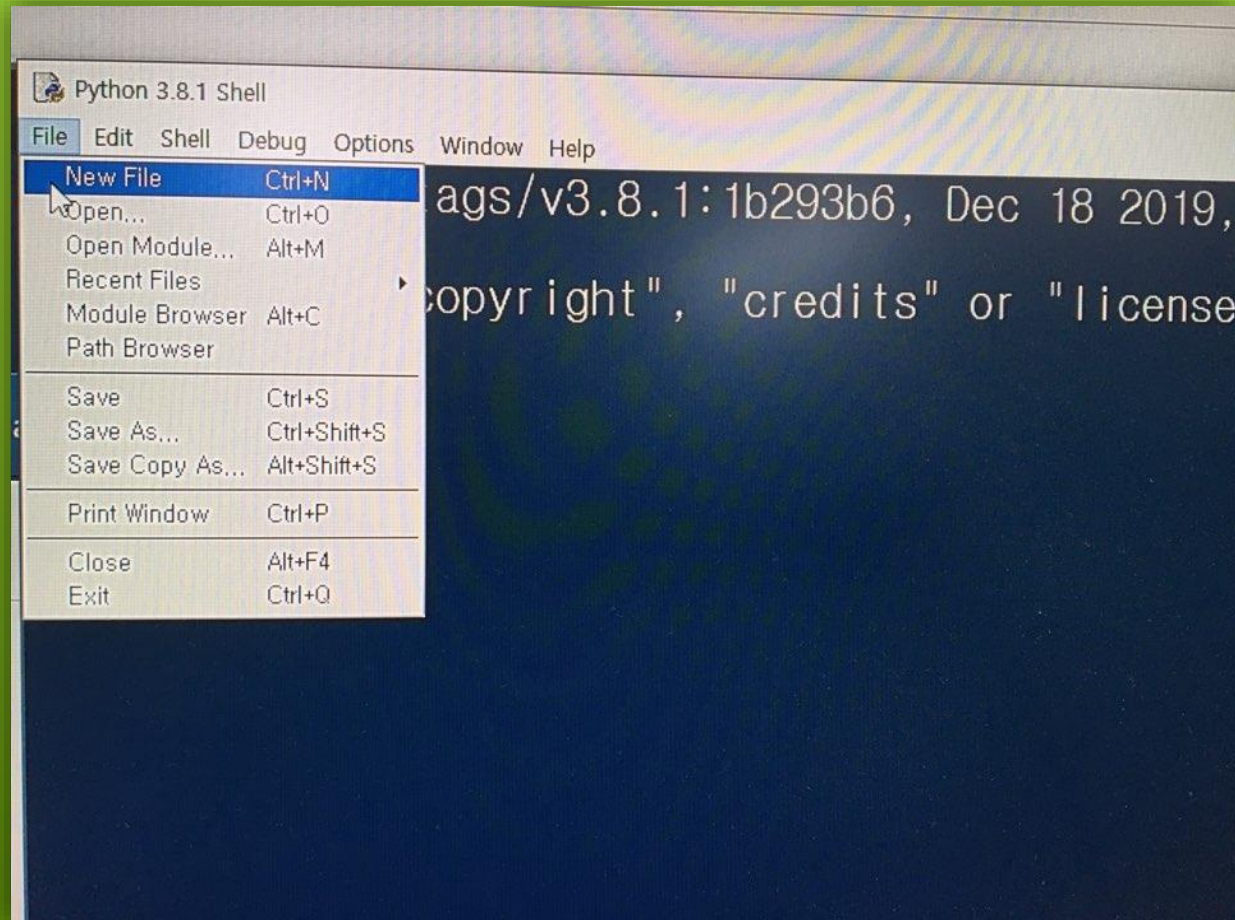 Python 3.8.1 Shell
File Edit Shell Debug Options Window Help
New File Ctrl+N
Open... Ctrl+O
Open Module... Alt+M
Recent Files
Module Browser Alt+C
Path Browser
Save Ctrl+S
Save As... Ctrl+Shift+S
Save Copy As... Alt+Shift+S
Print Window Ctrl+P
Close Alt+F4
Exit Ctrl+Q
ags/v3.8.1:1b293b6, Dec 18 2019,
copyright", "credits" or "license